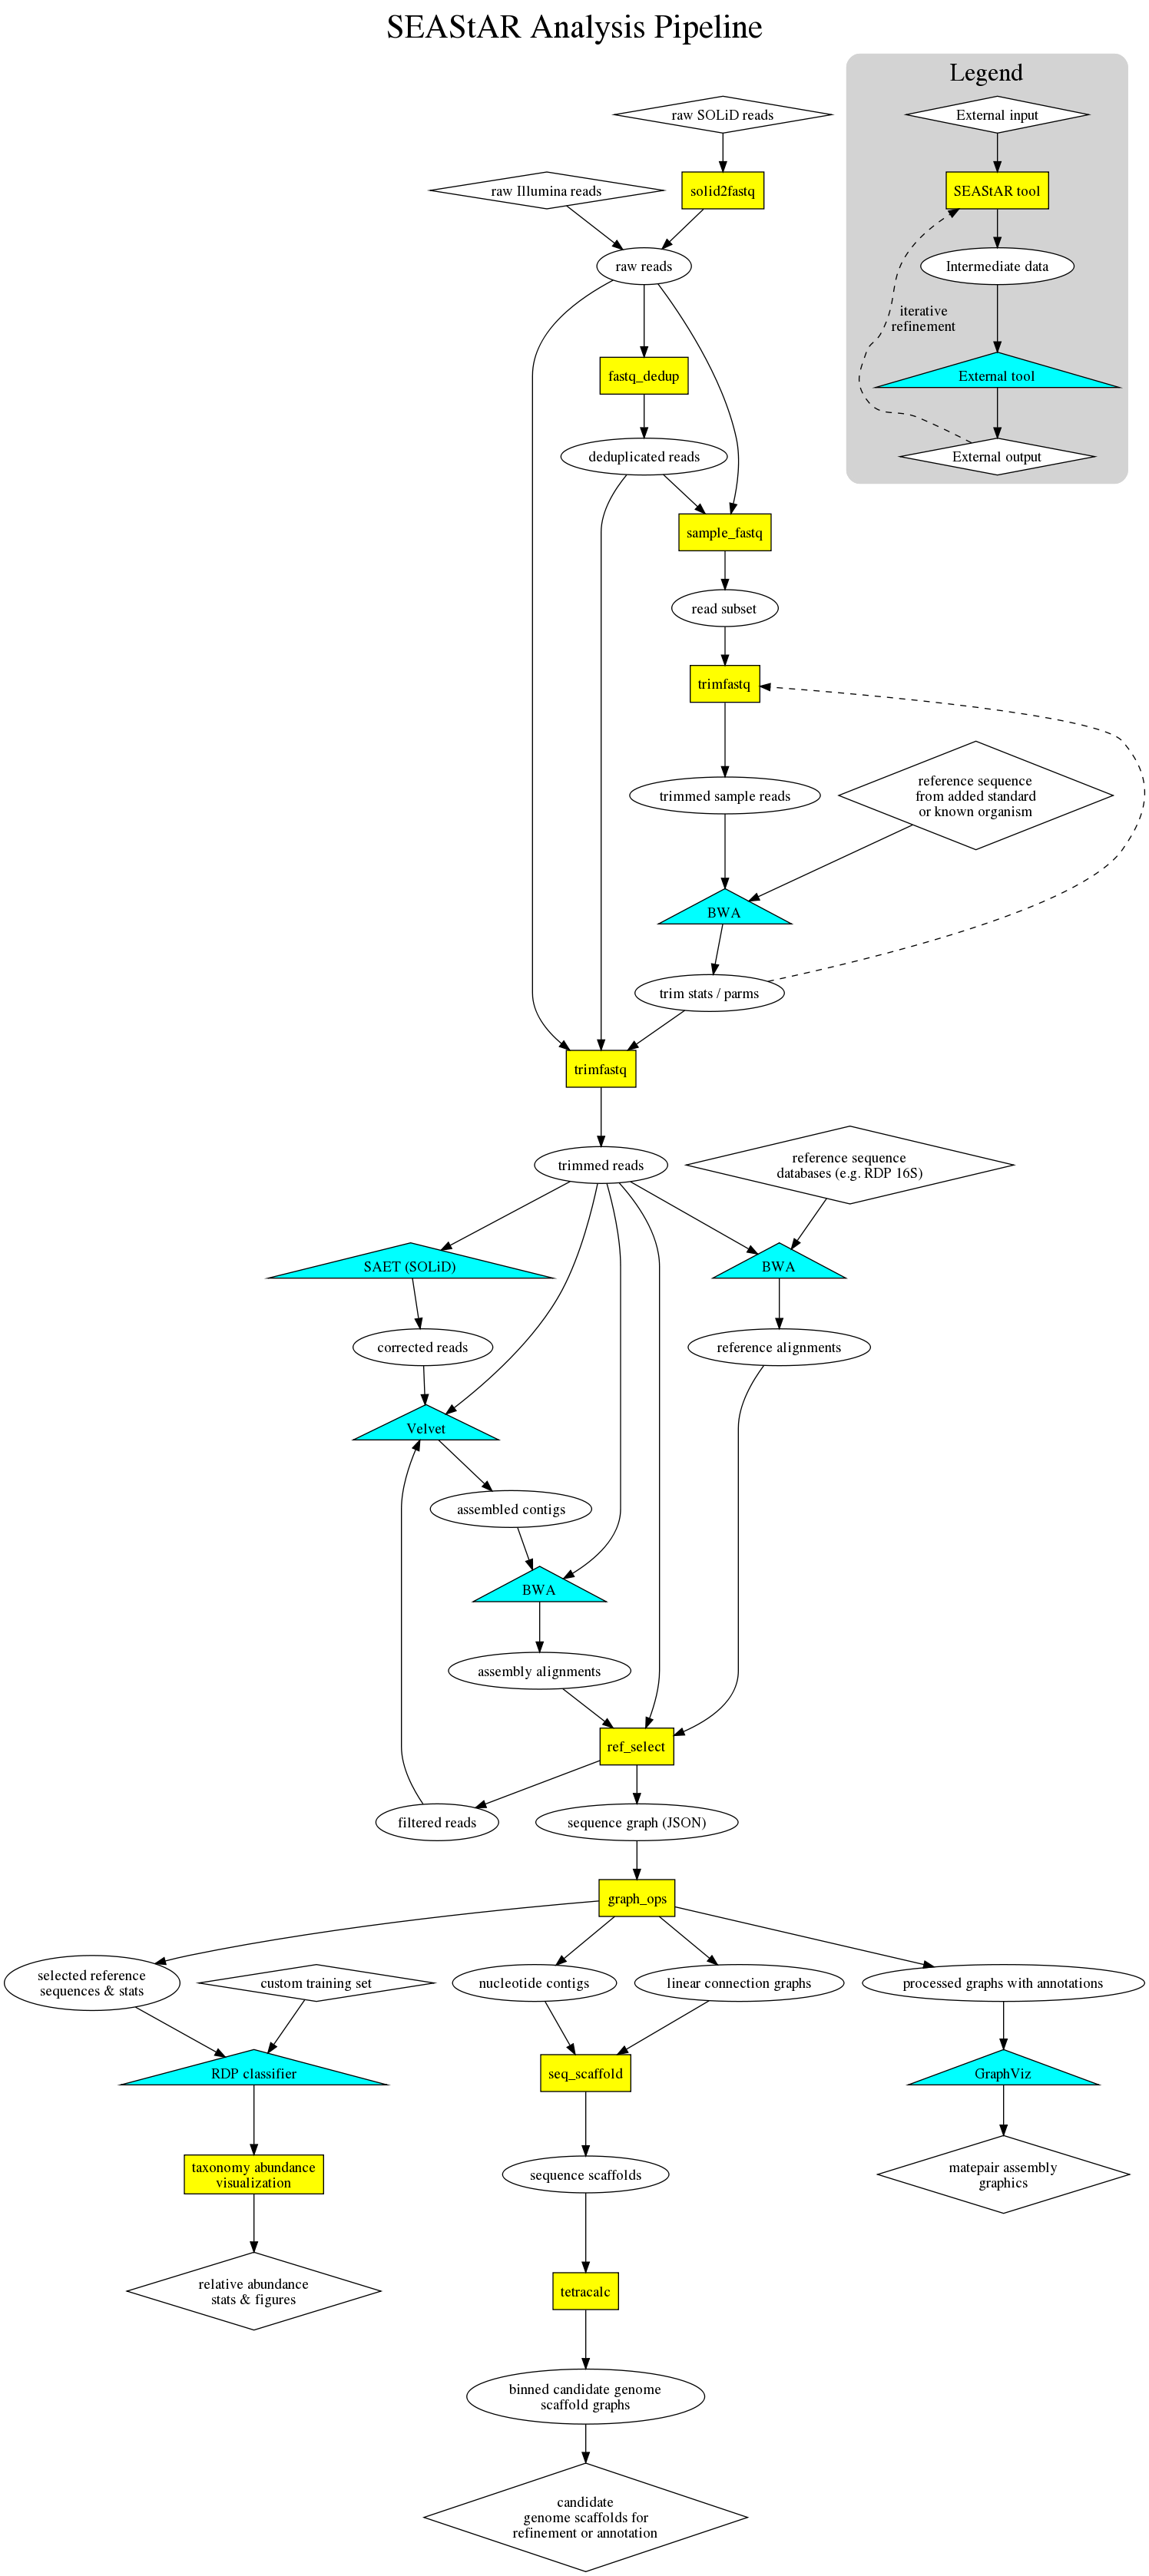 SEAStAR Analysis Pipeline
Legend
raw SOLiD reads
External input
raw Illumina reads
solid2fastq
SEAStAR tool
raw reads
Intermediate data
iterative
refinement
fastq_dedup
External tool
deduplicated reads
External output
sample_fastq
read subset
trimfastq
trimmed sample reads
reference sequence
from added standard
or known organism
BWA
trim stats / parms
trimfastq
trimmed reads
reference sequence
databases (e.g. RDP 16S)
SAET (SOLiD)
BWA
corrected reads
reference alignments
Velvet
assembled contigs
BWA
assembly alignments
ref_select
filtered reads
sequence graph (JSON)
graph_ops
selected reference
sequences & stats
custom training set
nucleotide contigs
linear connection graphs
processed graphs with annotations
RDP classifier
seq_scaffold
GraphViz
taxonomy abundance
visualization
sequence scaffolds
matepair assembly
graphics
relative abundance
stats & figures
tetracalc
binned candidate genome
scaffold graphs
candidate
genome scaffolds for
refinement or annotation